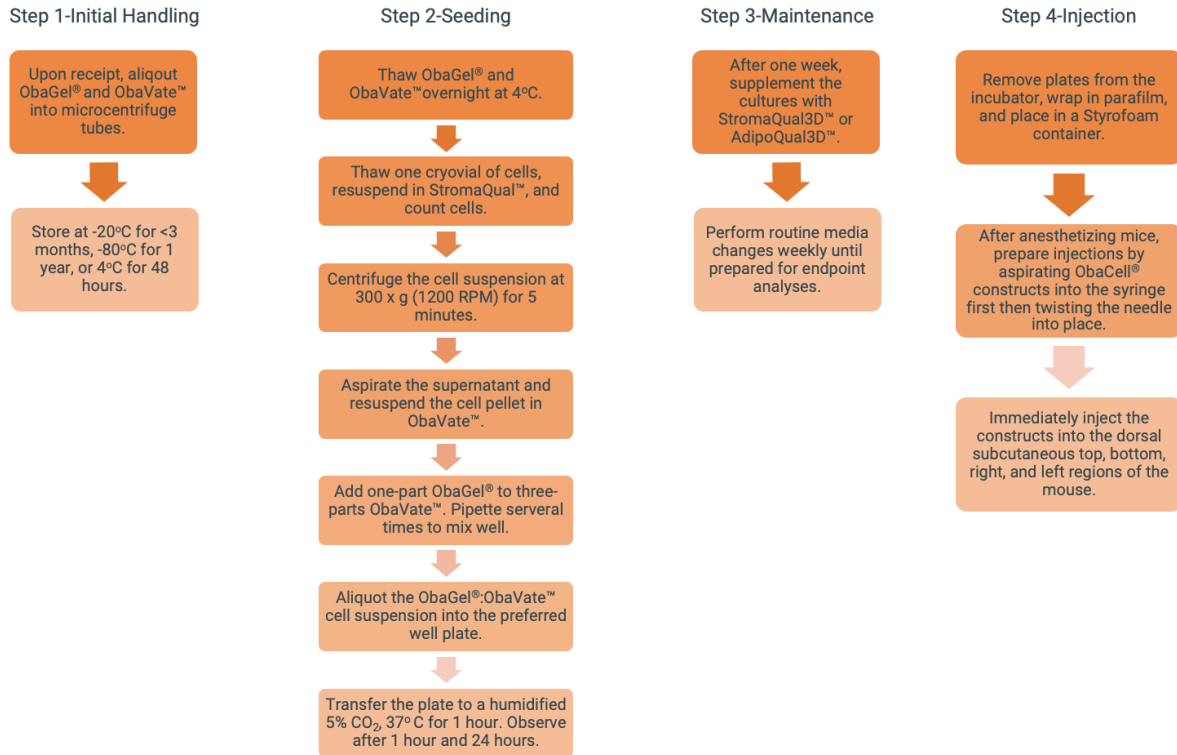 Step 1-Initial Handling
Upon receipt, aliqout
ObaGel® and ObaVate™
into microcentrifuge
tubes.
Store at -20°C for <3
months, -80°C for 1
year, or 4°C for 48
hours.
Step 2-Seeding
Thaw ObaGel® and
ObaVate™overnight at 4°C.
Thaw one cryovial of cells,
resuspend in StromaQual™, and
count cells.
Centrifuge the cell suspension at
300 x g (1200 RPM) for 5
minutes.
Aspirate the supernatant and
resuspend the cell pellet in
ObaVate™.
Add one-part ObaGel® to three-
parts ObaVate™. Pipette serveral
times to mix well.
Aliquot the ObaGel®:ObaVate™
cell suspension into the preferred
well plate.
Transfer the plate to a humidified
5% CO₂, 37° C for 1 hour. Observe
after 1 hour and 24 hours.
Step 3-Maintenance
After one week,
supplement the
cultures with
StromaQual3D™ or
AdipoQual3D™.
Perform routine media
changes weekly until
prepared for endpoint
analyses.
Step 4-Injection
Remove plates from the
incubator, wrap in parafilm,
and place in a Styrofoam
container.
After anesthetizing mice,
prepare injections by
aspirating ObaCell®
constructs into the syringe
first then twisting the needle
into place.
Immediately inject the
constructs into the dorsal
subcutaneous top, bottom,
right, and left regions of the
mouse.